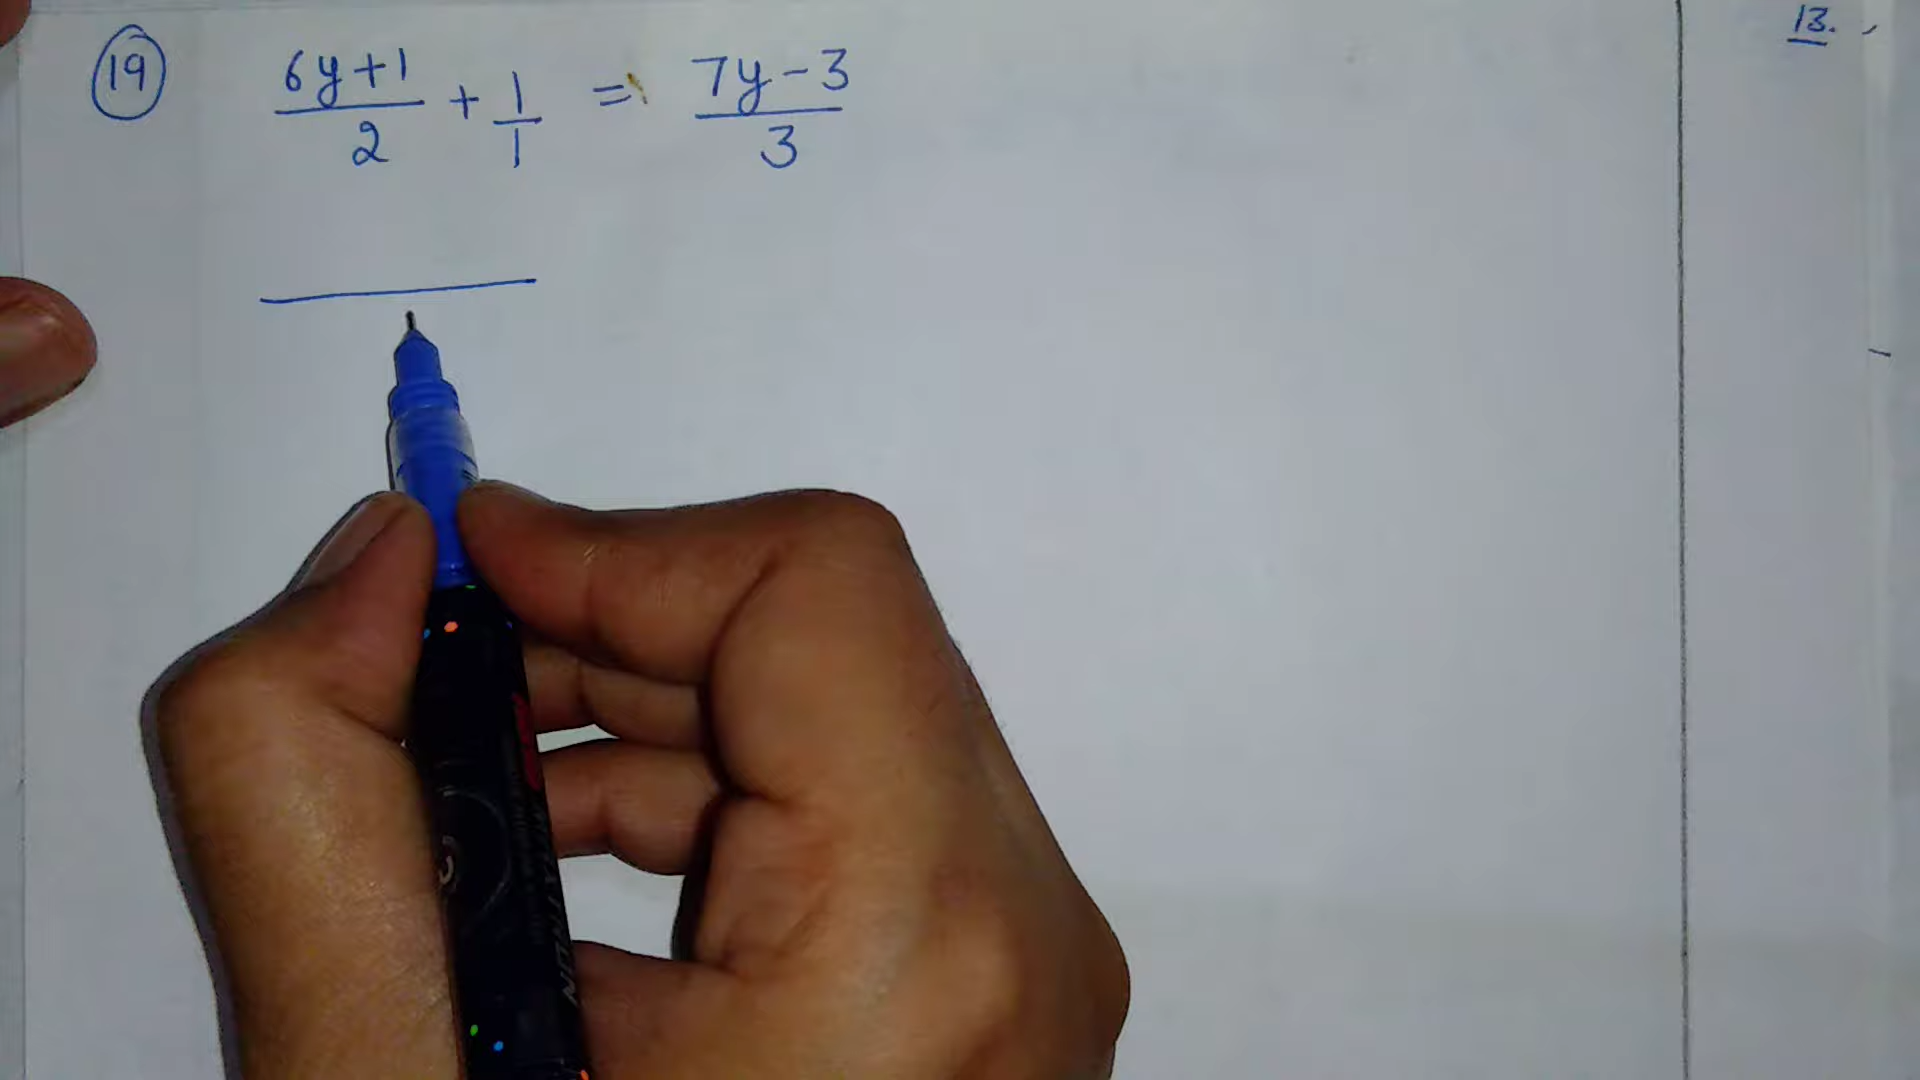 19 (6y+1)/2 + 1/1 = (7y-3)/3
13.